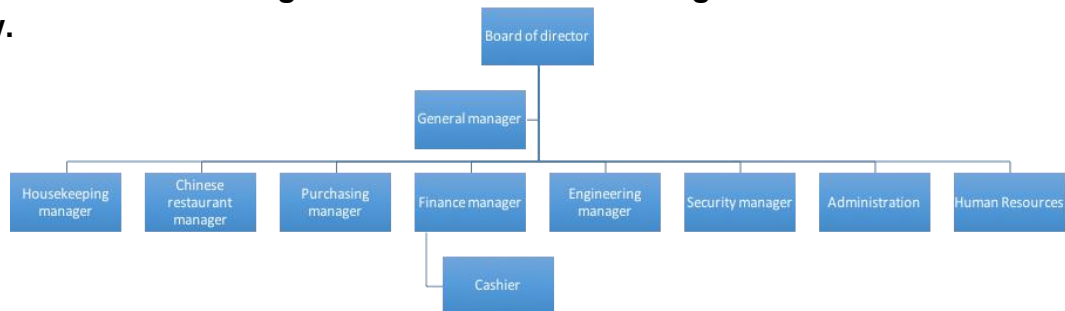 y.
Board of director
General manager
Housekeeping
manager
Chinese
restaurant
manager
Purchasing
manager
Finance manager
Engineering
manager
Security manager
Administration
Human Resources
Cashier